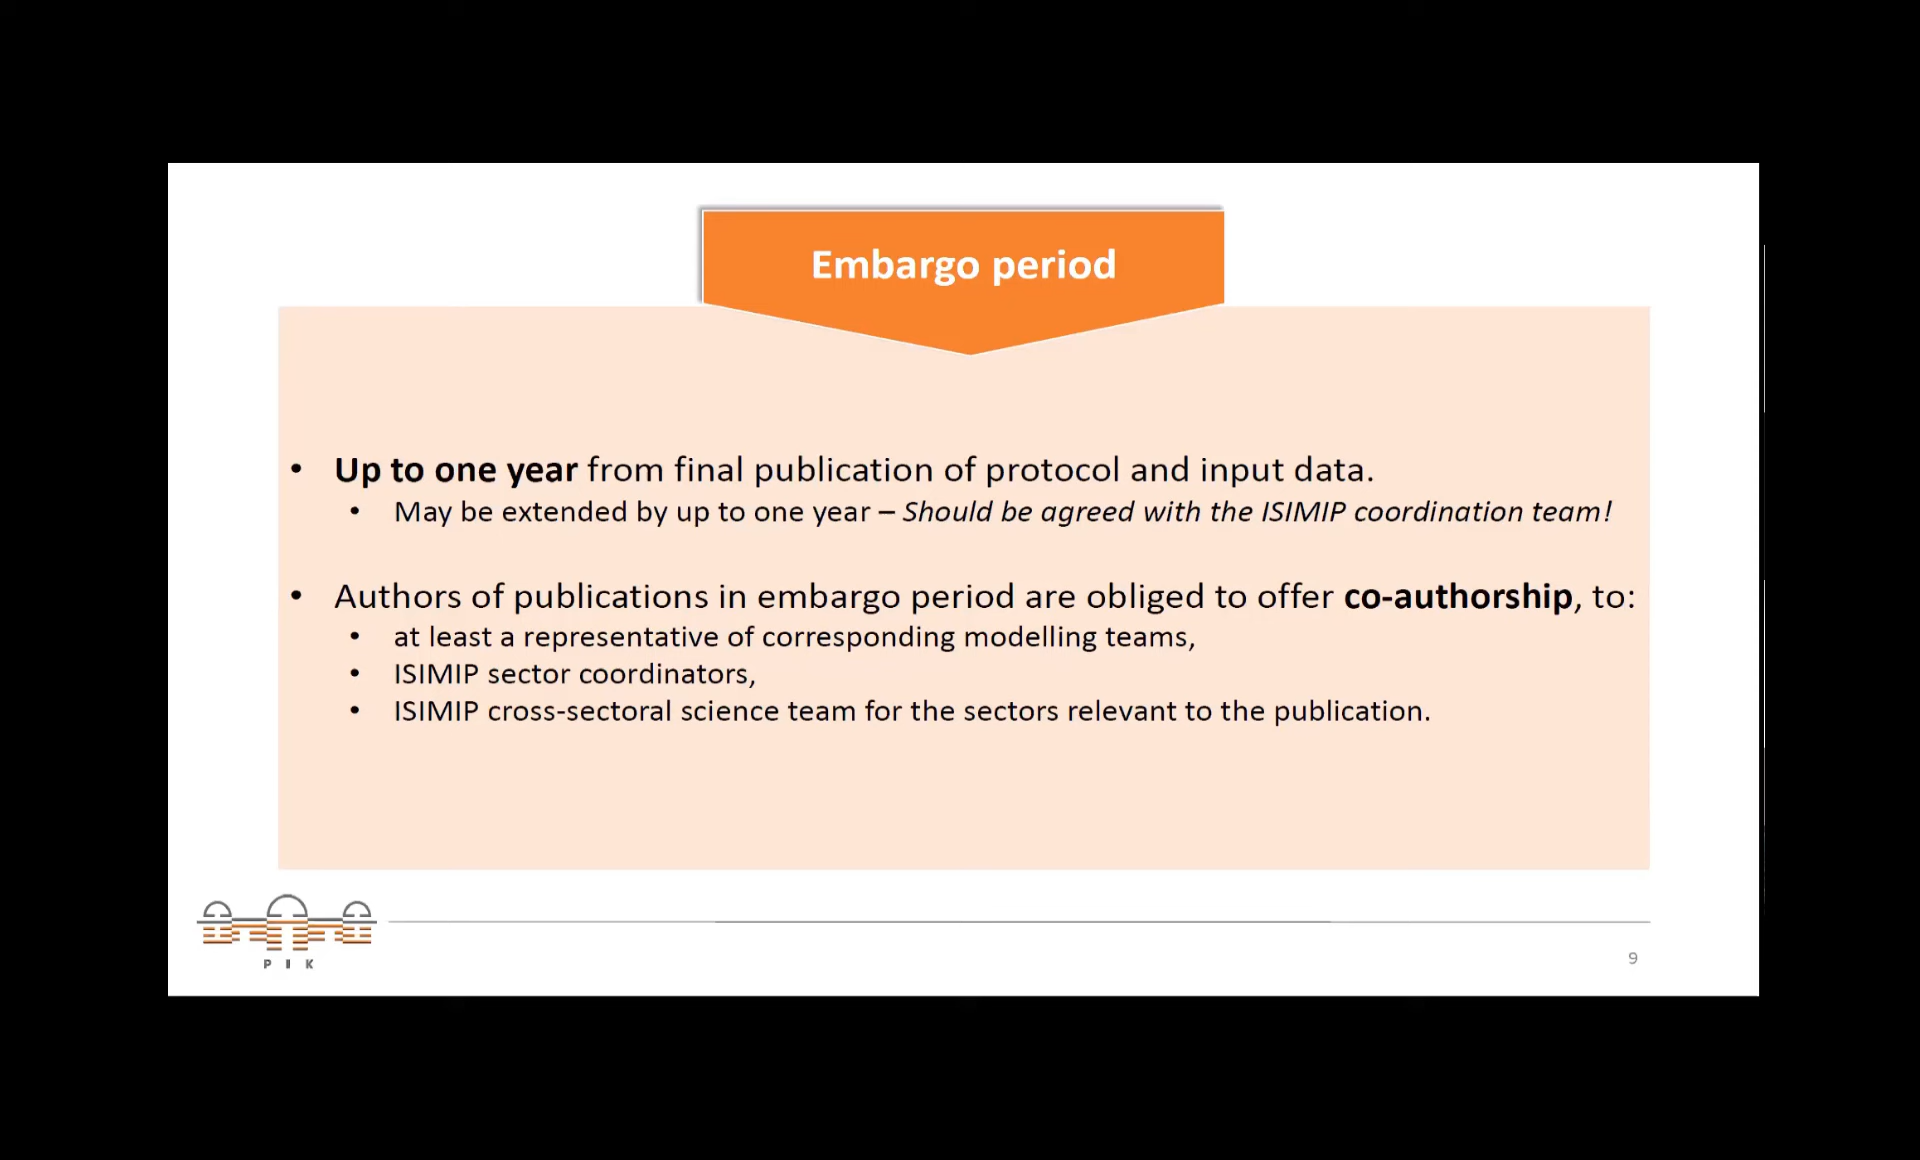 Embargo period
• Up to one year from final publication of protocol and input data.
• May be extended by up to one year – Should be agreed with the ISIMIP coordination team!
• Authors of publications in embargo period are obliged to offer co-authorship, to:
• at least a representative of corresponding modelling teams,
• ISIMIP sector coordinators,
• ISIMIP cross-sectoral science team for the sectors relevant to the publication.
P I K
9